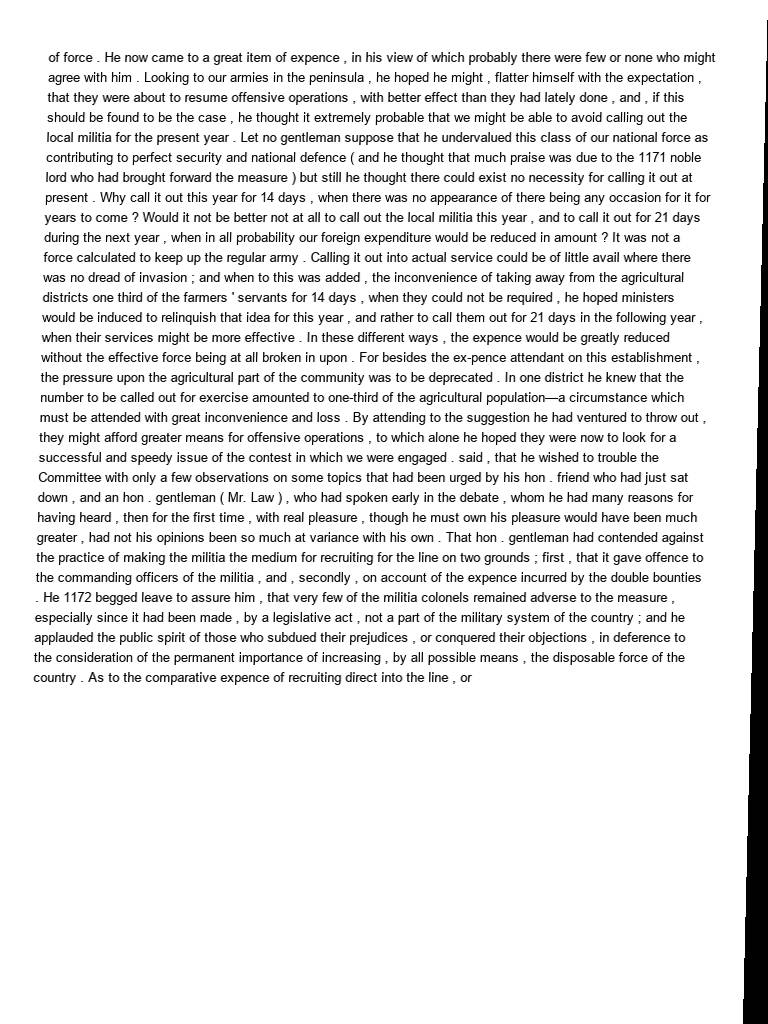 of force . He now came to a great item of expence , in his view of which probably there were few or none who might
agree with him . Looking to our armies in the peninsula , he hoped he might , flatter himself with the expectation ,
that they were about to resume offensive operations , with better effect than they had lately done , and , if this
should be found to be the case , he thought it extremely probable that we might be able to avoid calling out the
local militia for the present year . Let no gentleman suppose that he undervalued this class of our national force as
contributing to perfect security and national defence ( and he thought that much praise was due to the 1171 noble
lord who had brought forward the measure ) but still he thought there could exist no necessity for calling it out at
present . Why call it out this year for 14 days , when there was no appearance of there being any occasion for it for
years to come ? Would it not be better not at all to call out the local militia this year , and to call it out for 21 days
during the next year , when in all probability our foreign expenditure would be reduced in amount ? It was not a
force calculated to keep up the regular army . Calling it out into actual service could be of little avail where there
was no dread of invasion ; and when to this was added , the inconvenience of taking away from the agricultural
districts one third of the farmers ' servants for 14 days , when they could not be required , he hoped ministers
would be induced to relinquish that idea for this year , and rather to call them out for 21 days in the following year ,
when their services might be more effective . In these different ways , the expence would be greatly reduced
without the effective force being at all broken in upon . For besides the ex-pence attendant on this establishment ,
the pressure upon the agricultural part of the community was to be deprecated . In one district he knew that the
number to be called out for exercise amounted to one-third of the agricultural population—a circumstance which
must be attended with great inconvenience and loss . By attending to the suggestion he had ventured to throw out ,
they might afford greater means for offensive operations , to which alone he hoped they were now to look for a
successful and speedy issue of the contest in which we were engaged . said , that he wished to trouble the
Committee with only a few observations on some topics that had been urged by his hon . friend who had just sat
down , and an hon . gentleman ( Mr. Law ) , who had spoken early in the debate , whom he had many reasons for
having heard , then for the first time , with real pleasure , though he must own his pleasure would have been much
greater , had not his opinions been so much at variance with his own . That hon . gentleman had contended against
the practice of making the militia the medium for recruiting for the line on two grounds ; first , that it gave offence to
the commanding officers of the militia , and , secondly , on account of the expence incurred by the double bounties
. He 1172 begged leave to assure him , that very few of the militia colonels remained adverse to the measure ,
especially since it had been made , by a legislative act , not a part of the military system of the country ; and he
applauded the public spirit of those who subdued their prejudices , or conquered their objections , in deference to
the consideration of the permanent importance of increasing , by all possible means , the disposable force of the
country . As to the comparative expence of recruiting direct into the line , or